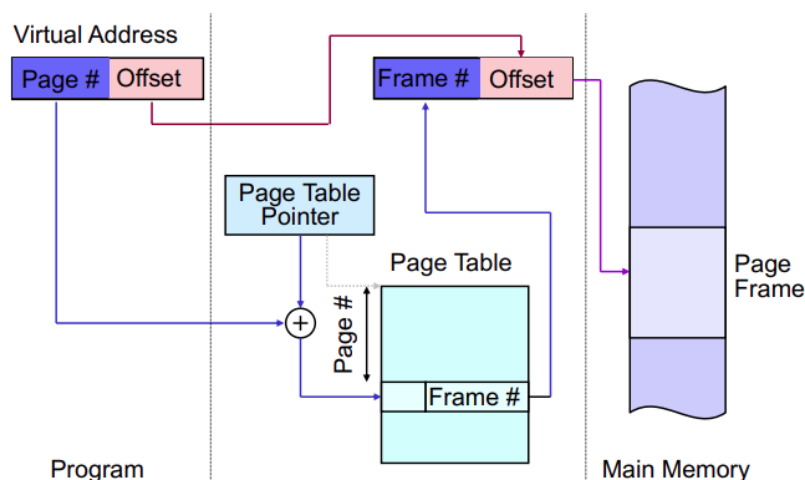 Virtual Address
Page # Offset
Frame # Offset
Page Table
Pointer
Page Table
Page #
+
Frame #
Page
Frame
Program
Main Memory